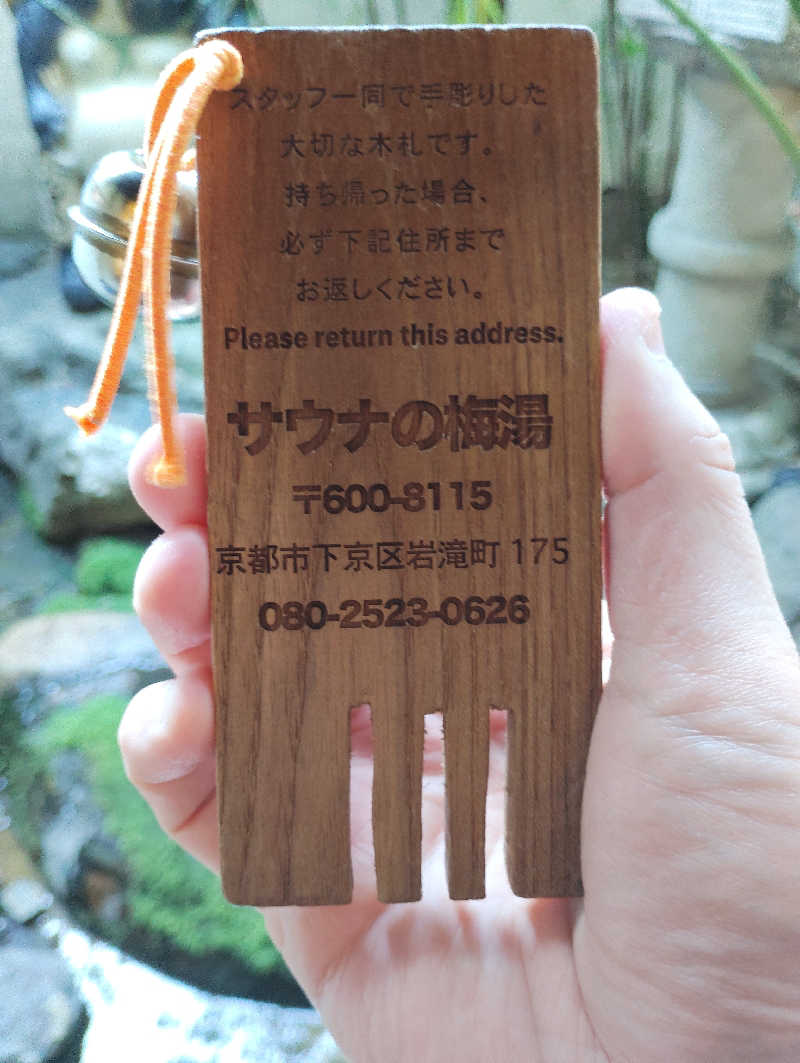 スタッフ一同で手彫りした
大切な木札です。
持ち帰った場合、
必ず下記住所まで
お返しください。
Please return this address.
サウナの梅湯
〒600-8115
京都市下京区岩滝町 175
080-2523-0626